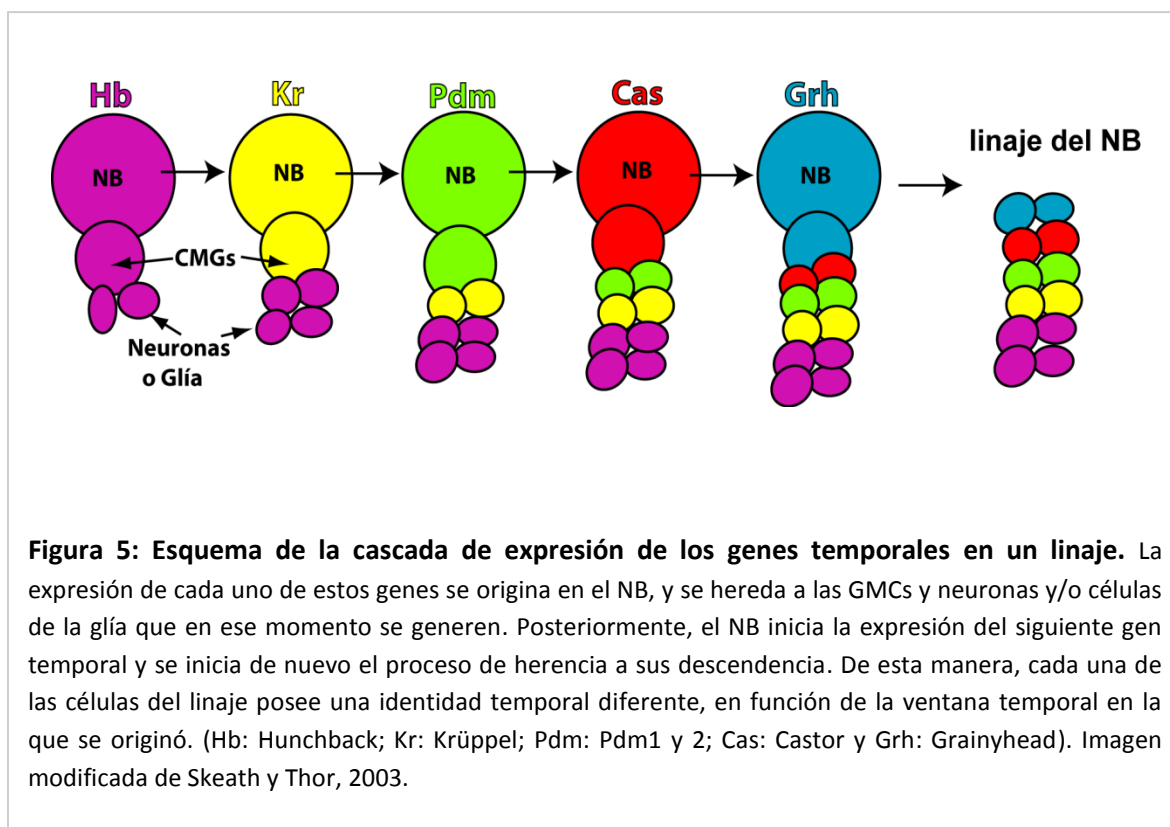 Hb Kr Pdm Cas Grh
linaje del NB
NB NB NB NB NB
CMGs
Neuronas
o Glía
Figura 5: Esquema de la cascada de expresión de los genes temporales en un linaje. La
expresión de cada uno de estos genes se origina en el NB, y se hereda a las GMCs y neuronas y/o células
de la glía que en ese momento se generen. Posteriormente, el NB inicia la expresión del siguiente gen
temporal y se inicia de nuevo el proceso de herencia a sus descendencia. De esta manera, cada una de
las células del linaje posee una identidad temporal diferente, en función de la ventana temporal en la
que se originó. (Hb: Hunchback; Kr: Krüppel; Pdm: Pdm1 y 2; Cas: Castor y Grh: Grainyhead). Imagen
modificada de Skeath y Thor, 2003.